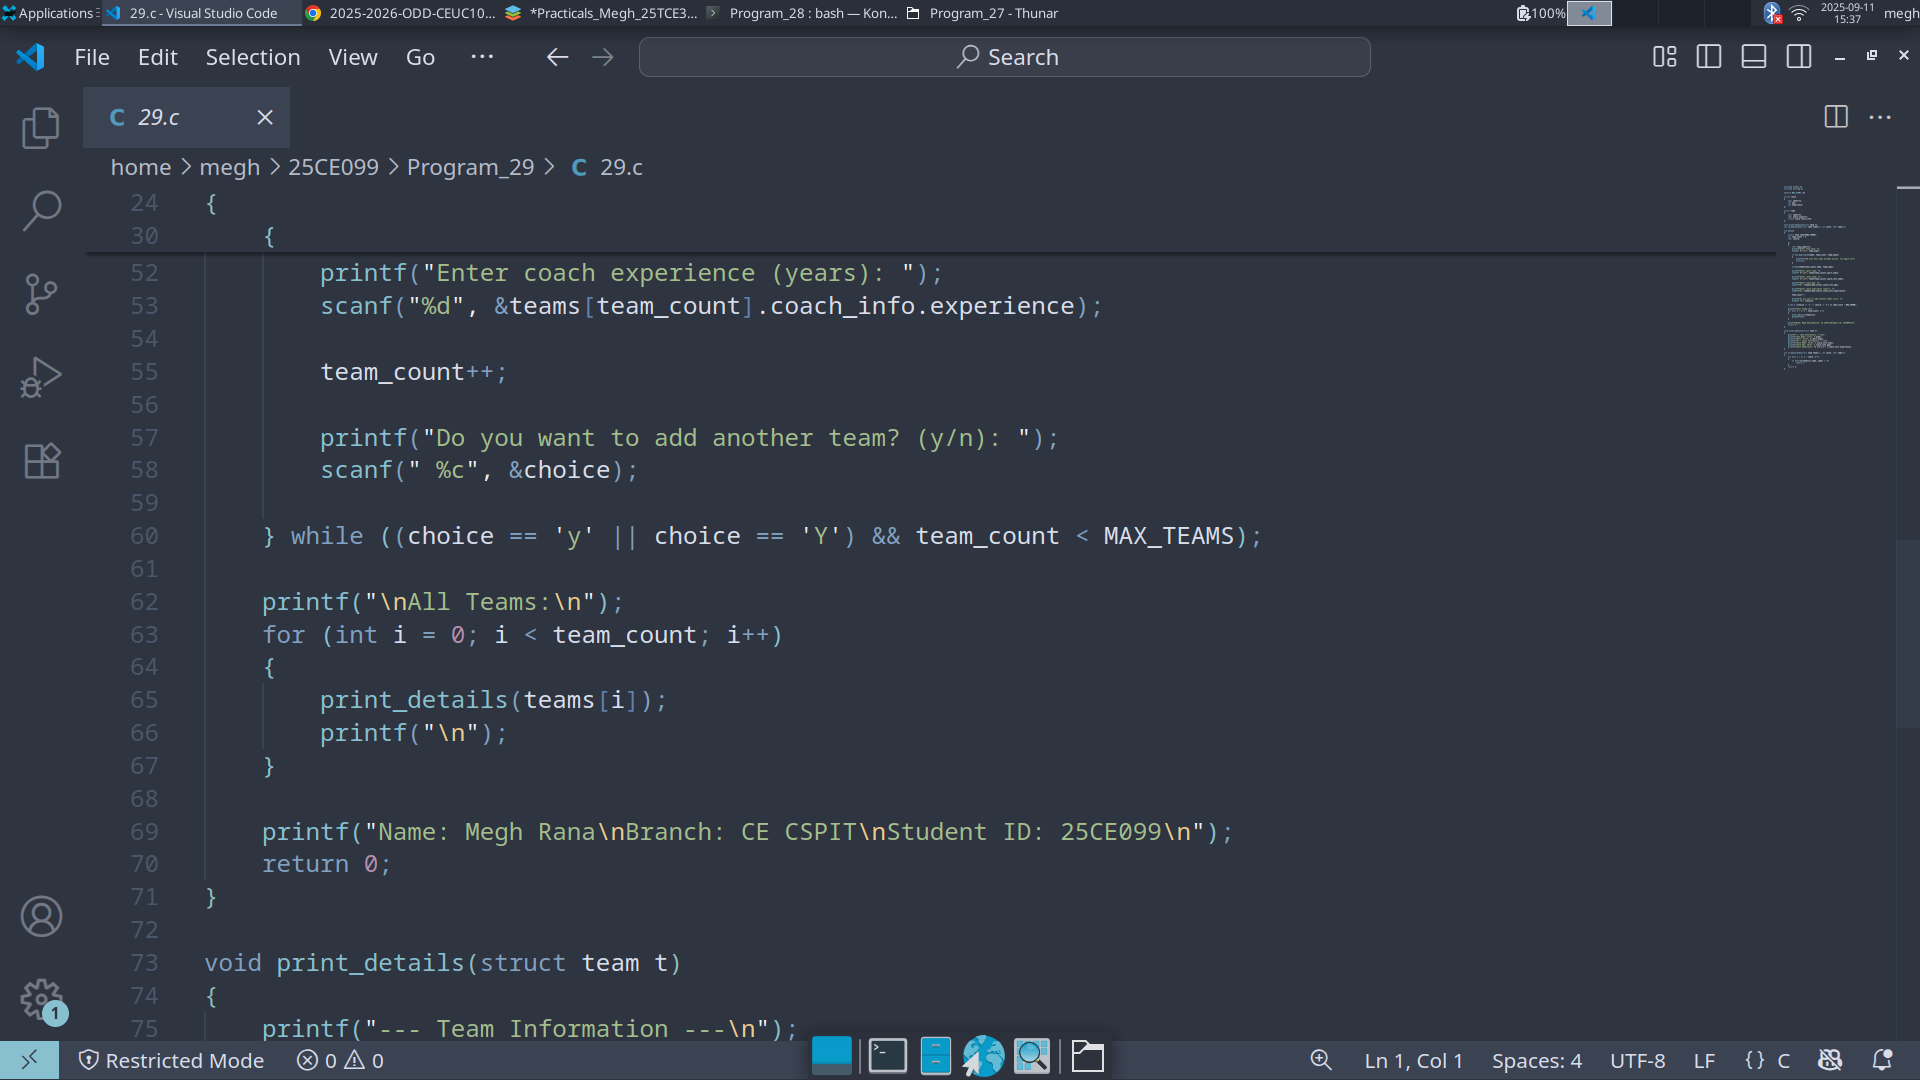 Applications
29.c - Visual Studio Code
2025-2026-ODD-CEUC10...
*Practicals_Megh_25TCE3...
Program_28 : bash — Kon...
Program_27 - Thunar
100%
2025-09-11
15:37
megh
File Edit Selection View Go ...
Search
C 29.c
home > megh > 25CE099 > Program_29 > C 29.c
24 {
30 {
52 printf("Enter coach experience (years): ");
53 scanf("%d", &teams[team_count].coach_info.experience);
54
55 team_count++;
56
57 printf("Do you want to add another team? (y/n): ");
58 scanf(" %c", &choice);
59
60 } while ((choice == 'y' || choice == 'Y') && team_count < MAX_TEAMS);
61
62 printf("\nAll Teams:\n");
63 for (int i = 0; i < team_count; i++)
64 {
65 print_details(teams[i]);
66 printf("\n");
67 }
68
69 printf("Name: Megh Rana\nBranch: CE CSPIT\nStudent ID: 25CE099\n");
70 return 0;
71 }
72
73 void print_details(struct team t)
74 {
75 printf("--- Team Information ---\n");
1
Restricted Mode 0 0
Ln 1, Col 1 Spaces: 4 UTF-8 LF {} C